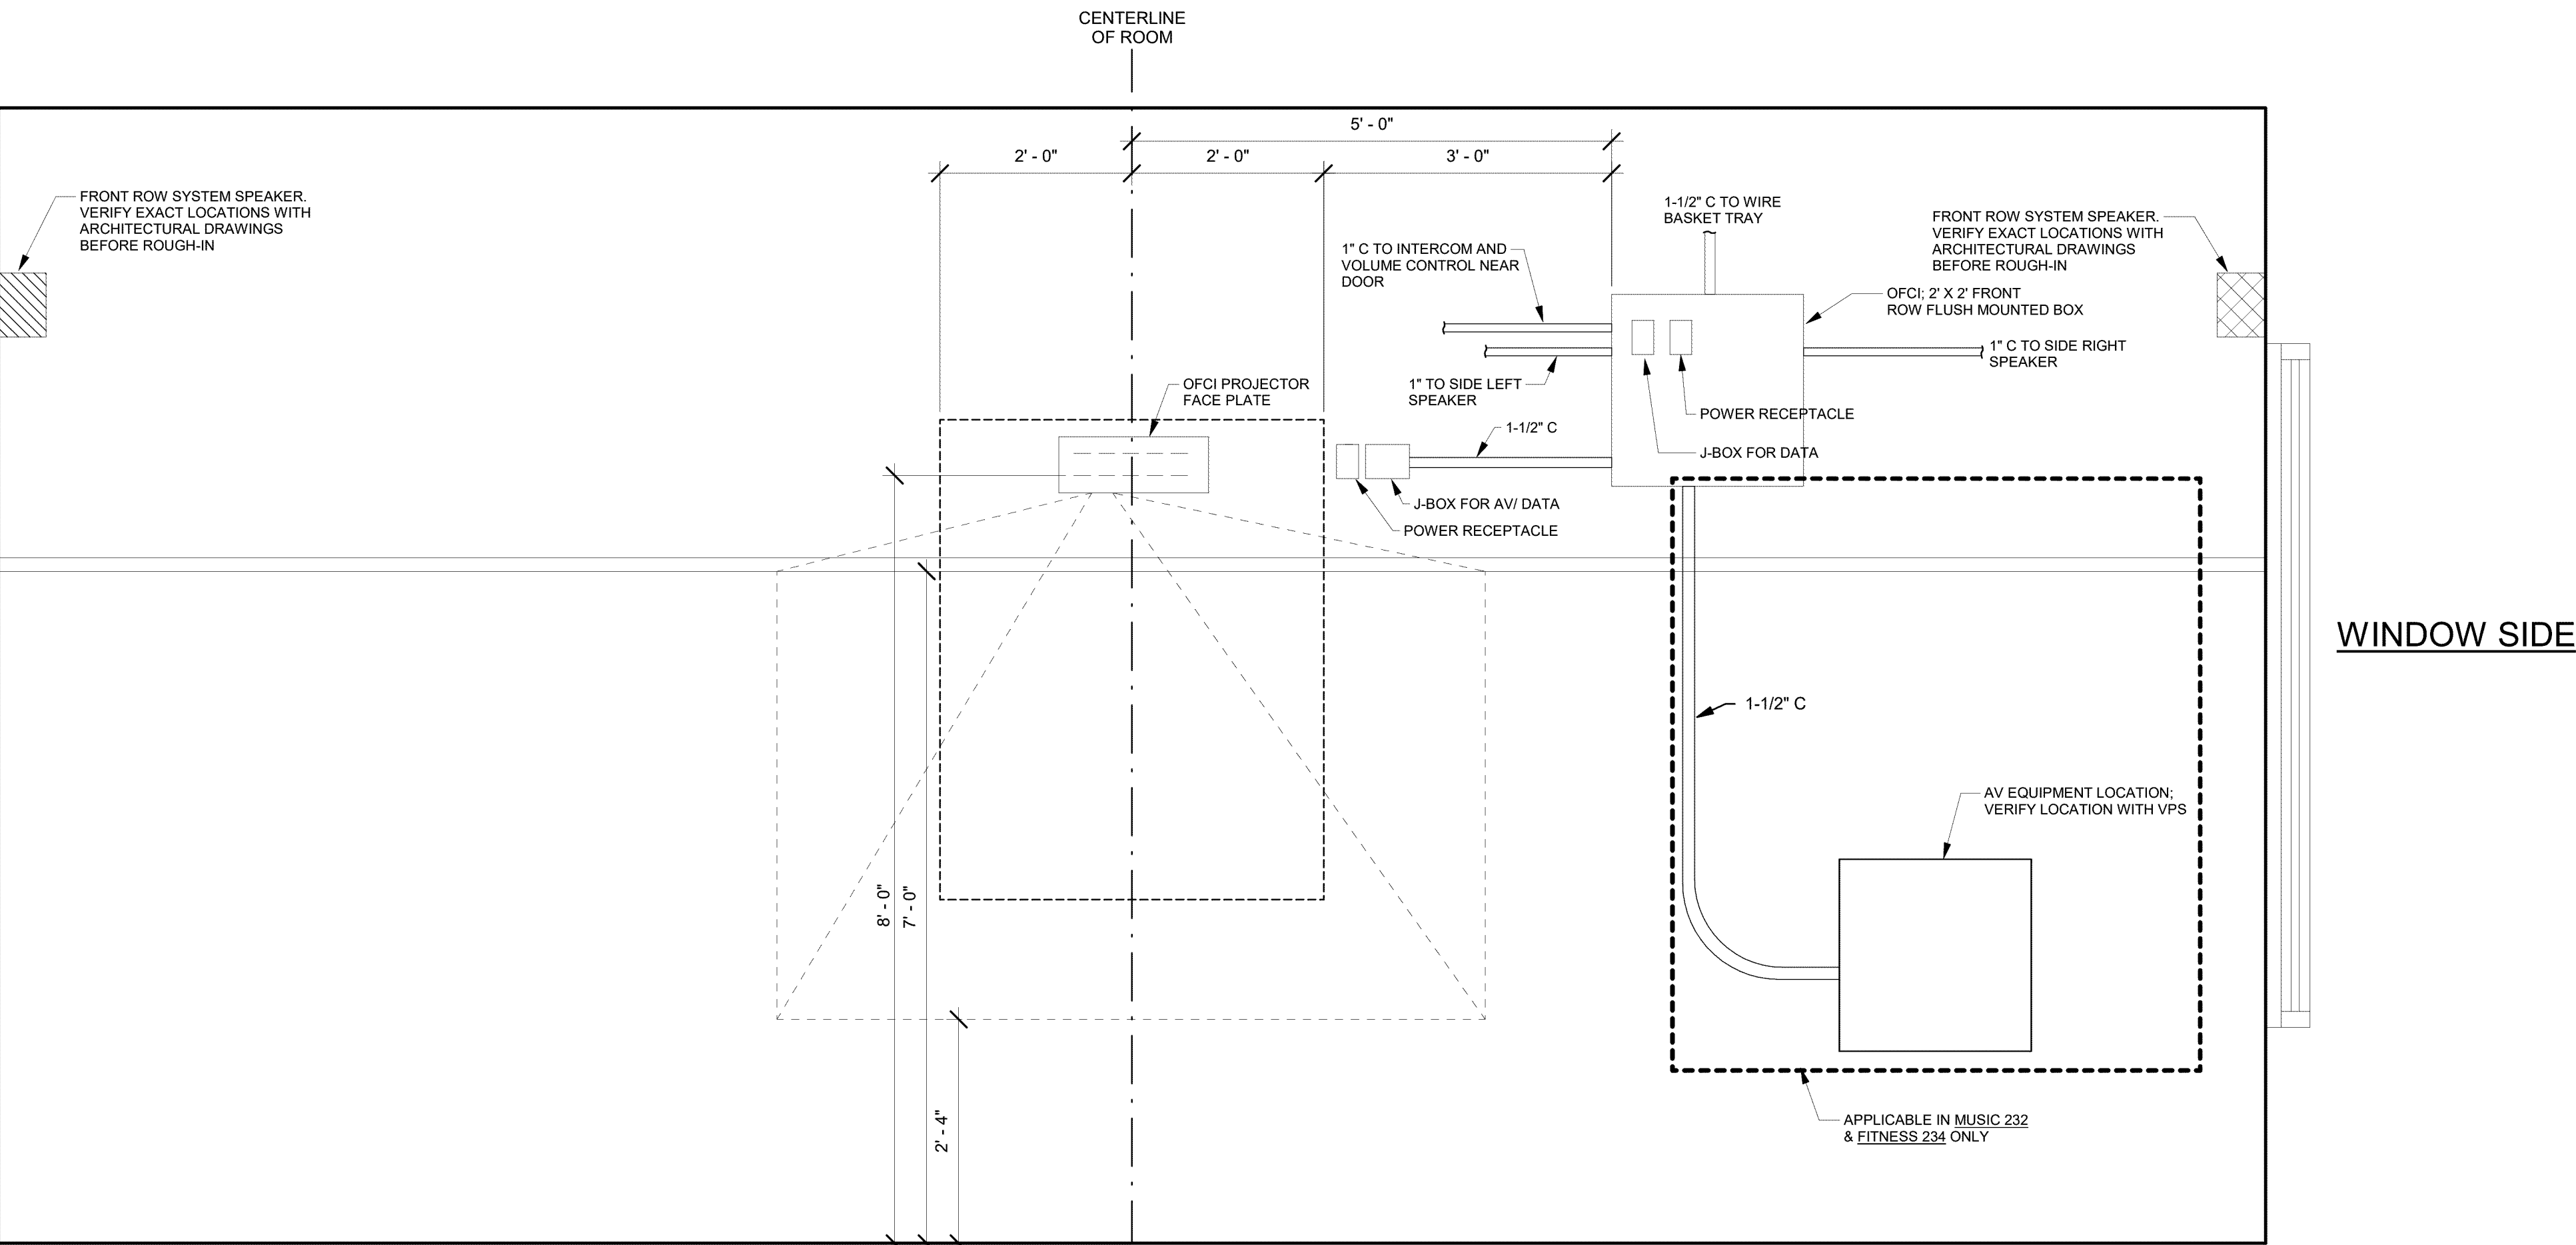 CENTERLINE
OF ROOM
5' - 0"
2' - 0"
2' - 0"
3' - 0"
FRONT ROW SYSTEM SPEAKER.
VERIFY EXACT LOCATIONS WITH
ARCHITECTURAL DRAWINGS
BEFORE ROUGH-IN
1-1/2" C TO WIRE
BASKET TRAY
FRONT ROW SYSTEM SPEAKER.
VERIFY EXACT LOCATIONS WITH
ARCHITECTURAL DRAWINGS
BEFORE ROUGH-IN
1" C TO INTERCOM AND
VOLUME CONTROL NEAR
DOOR
OFCI; 2' X 2' FRONT
ROW FLUSH MOUNTED BOX
1" C TO SIDE RIGHT
SPEAKER
OFCI PROJECTOR
FACE PLATE
1" TO SIDE LEFT
SPEAKER
POWER RECEPTACLE
1-1/2" C
J-BOX FOR DATA
J-BOX FOR AV/ DATA
POWER RECEPTACLE
WINDOW SIDE
1-1/2" C
AV EQUIPMENT LOCATION;
VERIFY LOCATION WITH VPS
8' - 0"
7' - 0"
2' - 4"
APPLICABLE IN MUSIC 232
& FITNESS 234 ONLY